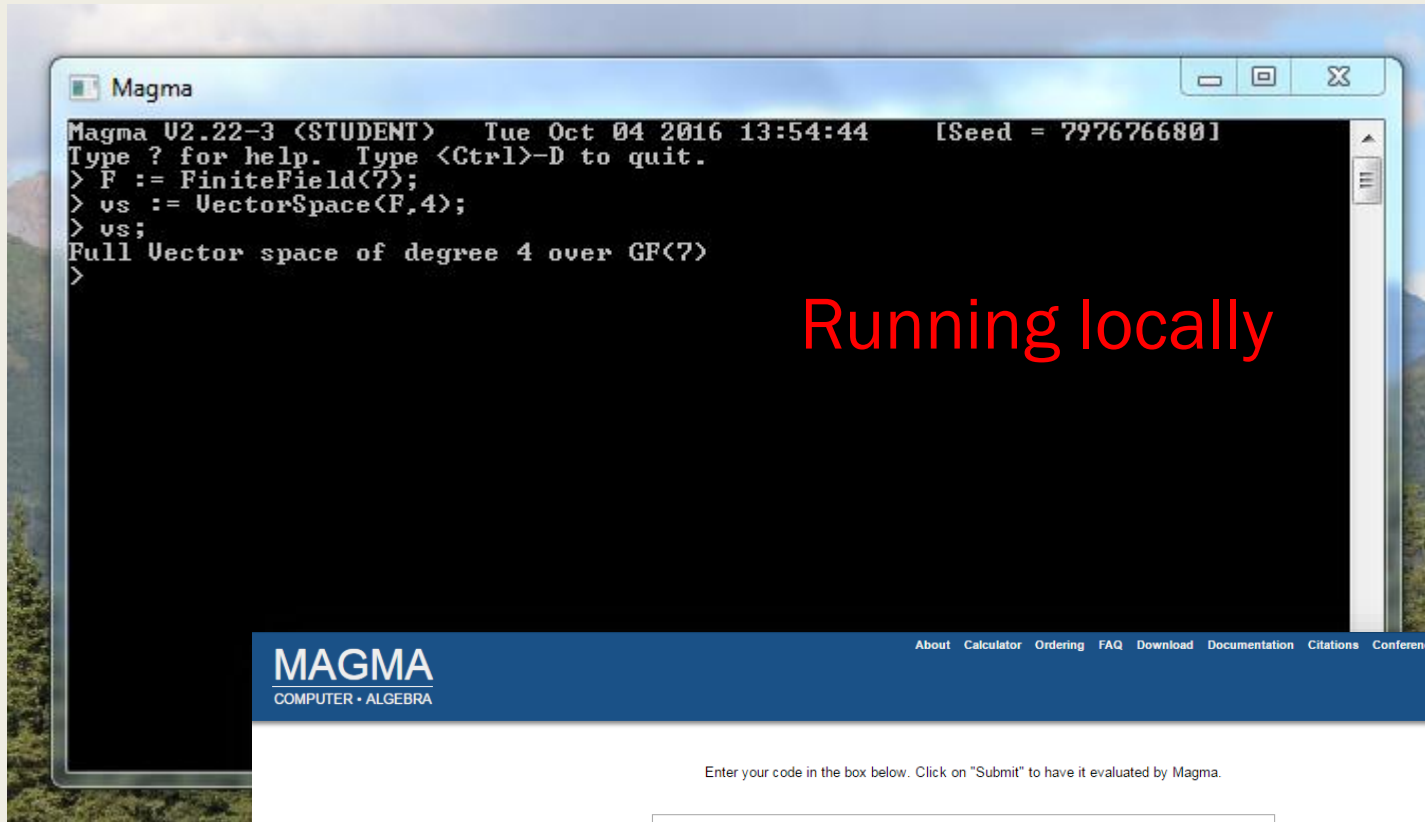 Magma
Magma V2.22-3 (STUDENT)   Tue Oct 04 2016 13:54:44    [Seed = 797676680]
Type ? for help.  Type <Ctrl>-D to quit.
> F := FiniteField(7);
> vs := VectorSpace(F,4);
> vs;
Full Vector space of degree 4 over GF(7)
>
Running locally
MAGMA
COMPUTER • ALGEBRA
About Calculator Ordering FAQ Download Documentation Citations Conferen
Enter your code in the box below. Click on "Submit" to have it evaluated by Magma.